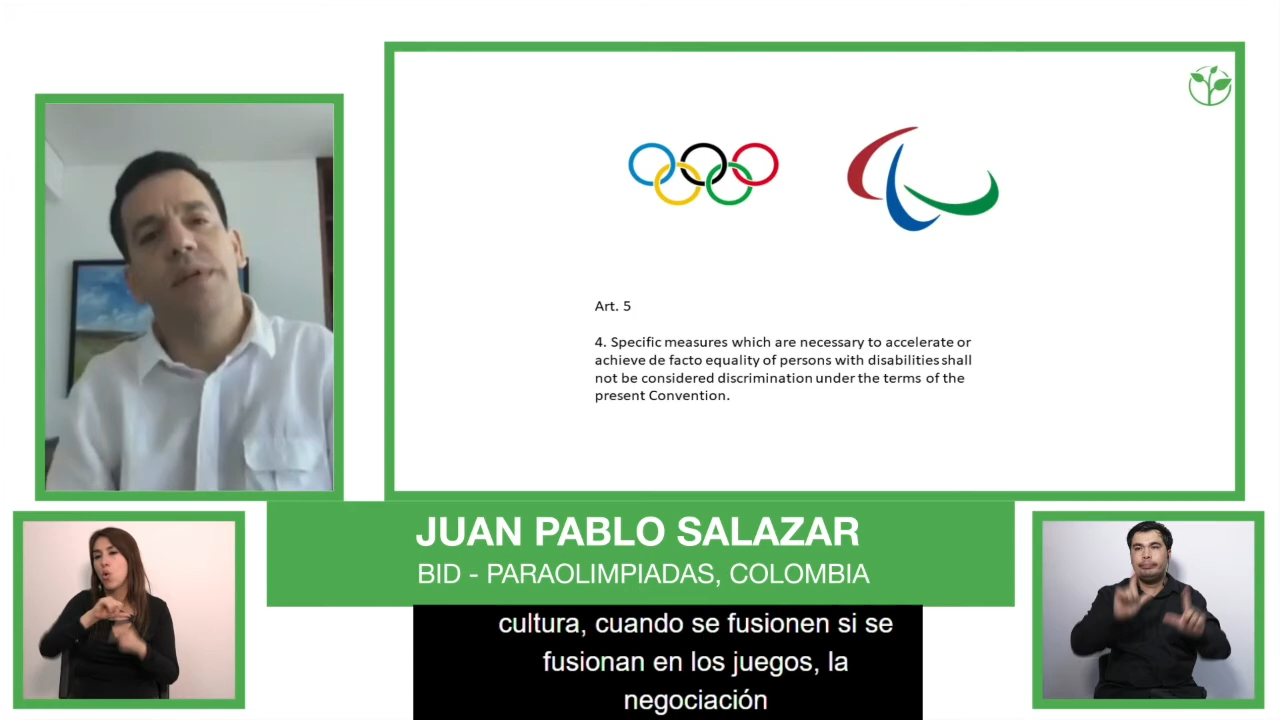 Art. 5
4. Specific measures which are necessary to accelerate or
achieve de facto equality of persons with disabilities shall
not be considered discrimination under the terms of the
present Convention.
JUAN PABLO SALAZAR
BID - PARAOLIMPIADAS, COLOMBIA
cultura, cuando se fusionen si se
fusionan en los juegos, la
negociación